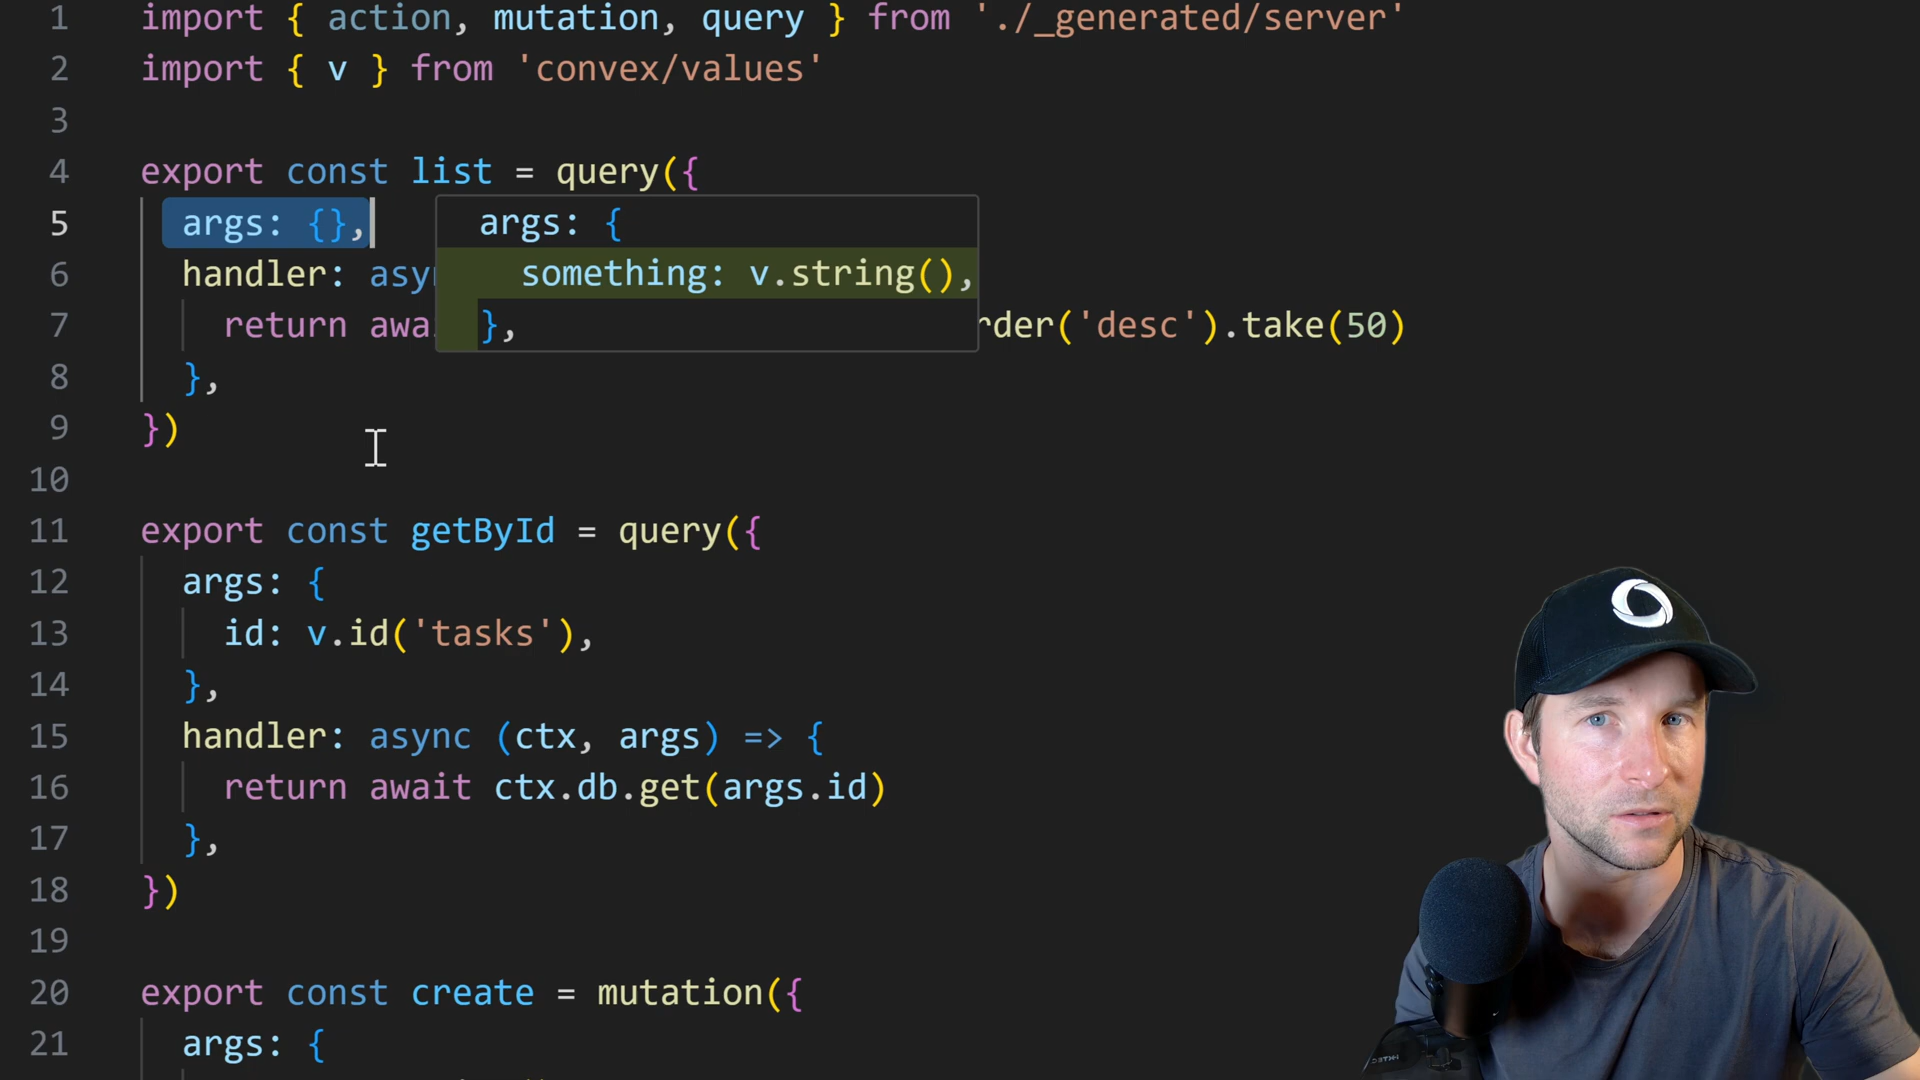 1 import { action, mutation, query } from './_generated/server'
2 import { v } from 'convex/values'
3
4 export const list = query({
5 args: {},
args: {
6 handler: asyn
something: v.string(),
7 return awa
},
rder('desc').take(50)
8 },
9 })
10
11 export const getById = query({
12 args: {
13 id: v.id('tasks'),
14 },
15 handler: async (ctx, args) => {
16 return await ctx.db.get(args.id)
17 },
18 })
19
20 export const create = mutation({
21 args: {